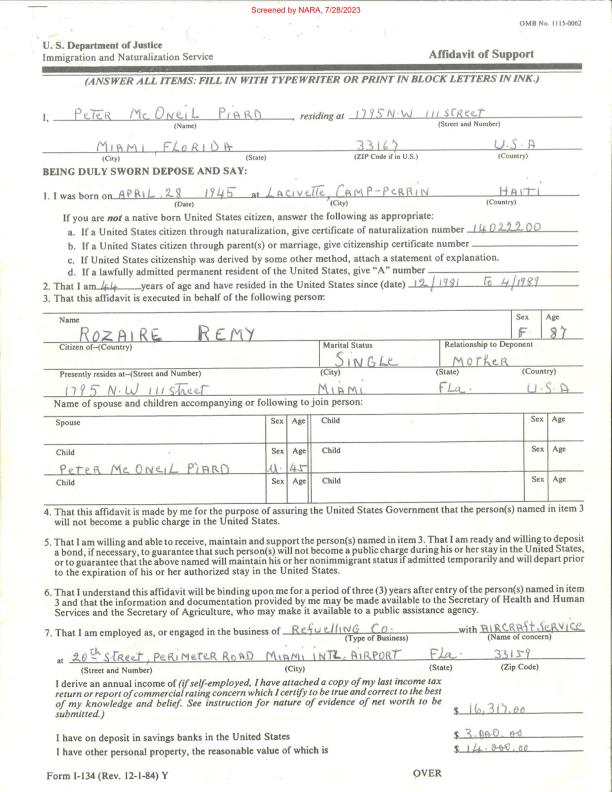 Screened by NARA, 7/28/2023
OMB No. 1115-0062
U. S. Department of Justice
Immigration and Naturalization Service
Affidavit of Support
(ANSWER ALL ITEMS: FILL IN WITH TYPEWRITER OR PRINT IN BLOCK LETTERS IN INK.)
I, PETER MC ONEIL PIARD, residing at 1795 N.W 111 Street
(Name) (Street and Number)
MIAMI, FLORIDA 33167 U.S.A
(City) (State) (ZIP Code if in U.S.) (Country)
BEING DULY SWORN DEPOSE AND SAY:
1. I was born on APRIL 28 1945 at LACIVETTE, CAMP-PERRIN HAITI
(Date) (City) (Country)
If you are not a native born United States citizen, answer the following as appropriate:
a. If a United States citizen through naturalization, give certificate of naturalization number 14022200
b. If a United States citizen through parent(s) or marriage, give citizenship certificate number
c. If United States citizenship was derived by some other method, attach a statement of explanation.
d. If a lawfully admitted permanent resident of the United States, give "A" number
2. That I am 44 years of age and have resided in the United States since (date) 12/1981 to 4/1989
3. That this affidavit is executed in behalf of the following person:
Name Sex Age
ROZAIRE REMY F 87
Citizen of--(Country) Marital Status Relationship to Deponent
SINGLE MOTHER
Presently resides at--(Street and Number) (City) (State) (Country)
1795 N.W 111 Street MIAMI FLa. U.S.A
Name of spouse and children accompanying or following to join person:
Spouse Sex Age Child Sex Age
Child Sex Age Child Sex Age
PETER MC ONEIL PIARD M. 45
Child Sex Age Child Sex Age
4. That this affidavit is made by me for the purpose of assuring the United States Government that the person(s) named in item 3
will not become a public charge in the United States.
5. That I am willing and able to receive, maintain and support the person(s) named in item 3. That I am ready and willing to deposit
a bond, if necessary, to guarantee that such person(s) will not become a public charge during his or her stay in the United States,
or to guarantee that the above named will maintain his or her nonimmigrant status if admitted temporarily and will depart
prior to the expiration of his or her authorized stay in the United States.
6. That I understand this affidavit will be binding upon me for a period of three (3) years after entry of the person(s) named in item
3 and that the information and documentation provided by me may be made available to the Secretary of Health and Human
Services and the Secretary of Agriculture, who may make it available to a public assistance agency.
7. That I am employed as, or engaged in the business of Refuelling Co. with AIRCRAFT SERVICE
(Type of Business) (Name of concern)
at 20th Street, PERIMETER ROAD MIAMI INTL. AIRPORT FLa. 33159
(Street and Number) (City) (State) (Zip Code)
I derive an annual income of (if self-employed, I have attached a copy of my last income tax
return or report of commercial rating concern which I certify to be true and correct to the best
of my knowledge and belief. See instruction for nature of evidence of net worth to be
submitted.) $ 16,317.00
I have on deposit in savings banks in the United States $ 3.000.00
I have other personal property, the reasonable value of which is $ 14.000.00
Form I-134 (Rev. 12-1-84) Y OVER